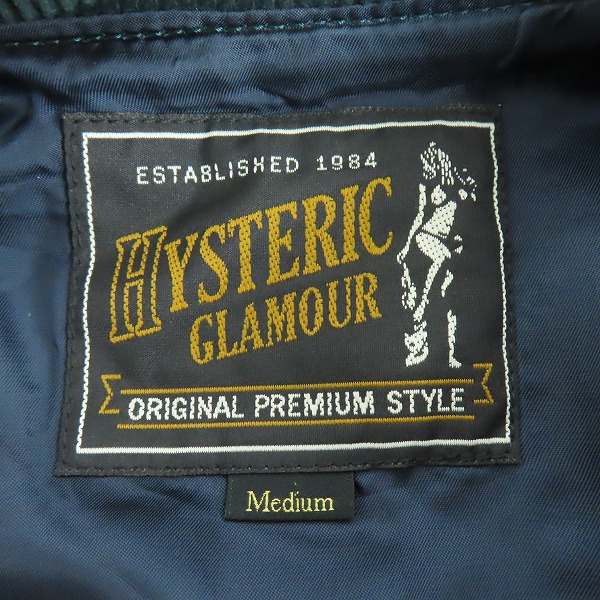 ESTABLISHED 1984
HYSTERIC
GLAMOUR
ORIGINAL PREMIUM STYLE
Medium